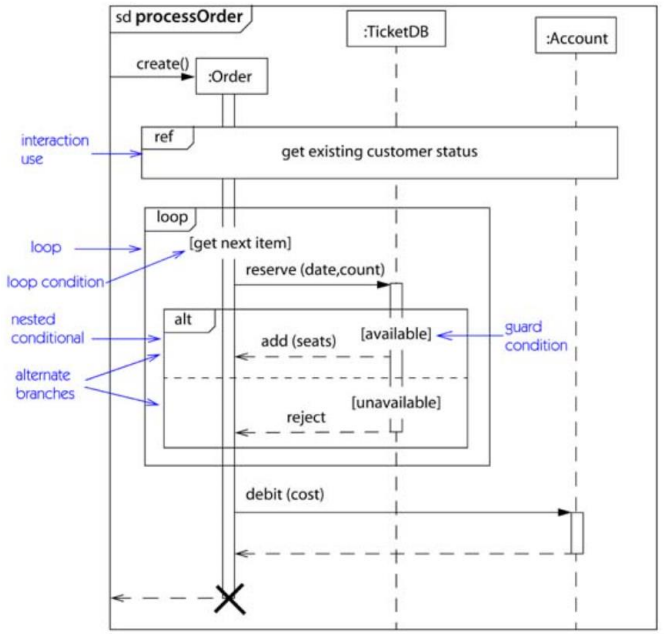 sd processOrder
:TicketDB
:Account
create()
:Order
interaction
use
ref
get existing customer status
loop
loop
[get next item]
loop condition
reserve (date,count)
nested
conditional
alt
[available]
guard
condition
add (seats)
alternate
branches
[unavailable]
reject
debit (cost)